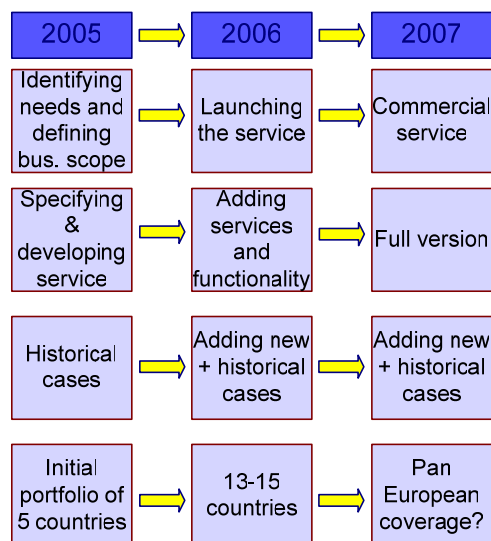 2005
2006
2007
Identifying
needs and
defining
bus. scope
Launching
the service
Commercial
service
Specifying
&
developing
service
Adding
services
and
functionality
Full version
Historical
cases
Adding new
+ historical
cases
Adding new
+ historical
cases
Initial
portfolio of
5 countries
13-15
countries
Pan
European
coverage?